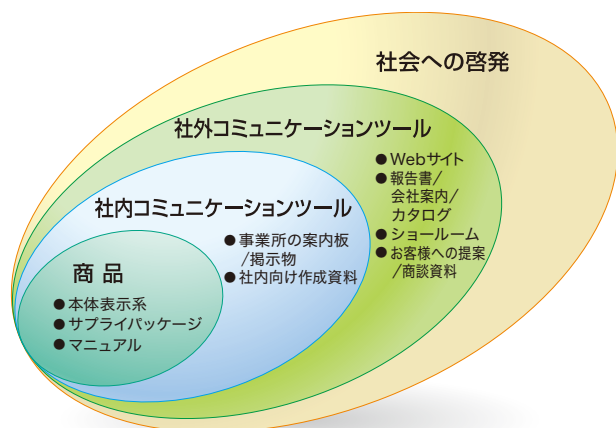 社会への啓発
社外コミュニケーションツール
● Webサイト
● 報告書/
会社案内/
カタログ
● ショールーム
● お客様への提案
/商談資料
社内コミュニケーションツール
● 事業所の案内板
/掲示物
● 社内向け作成資料
商 品
● 本体表示系
● サプライパッケージ
● マニュアル